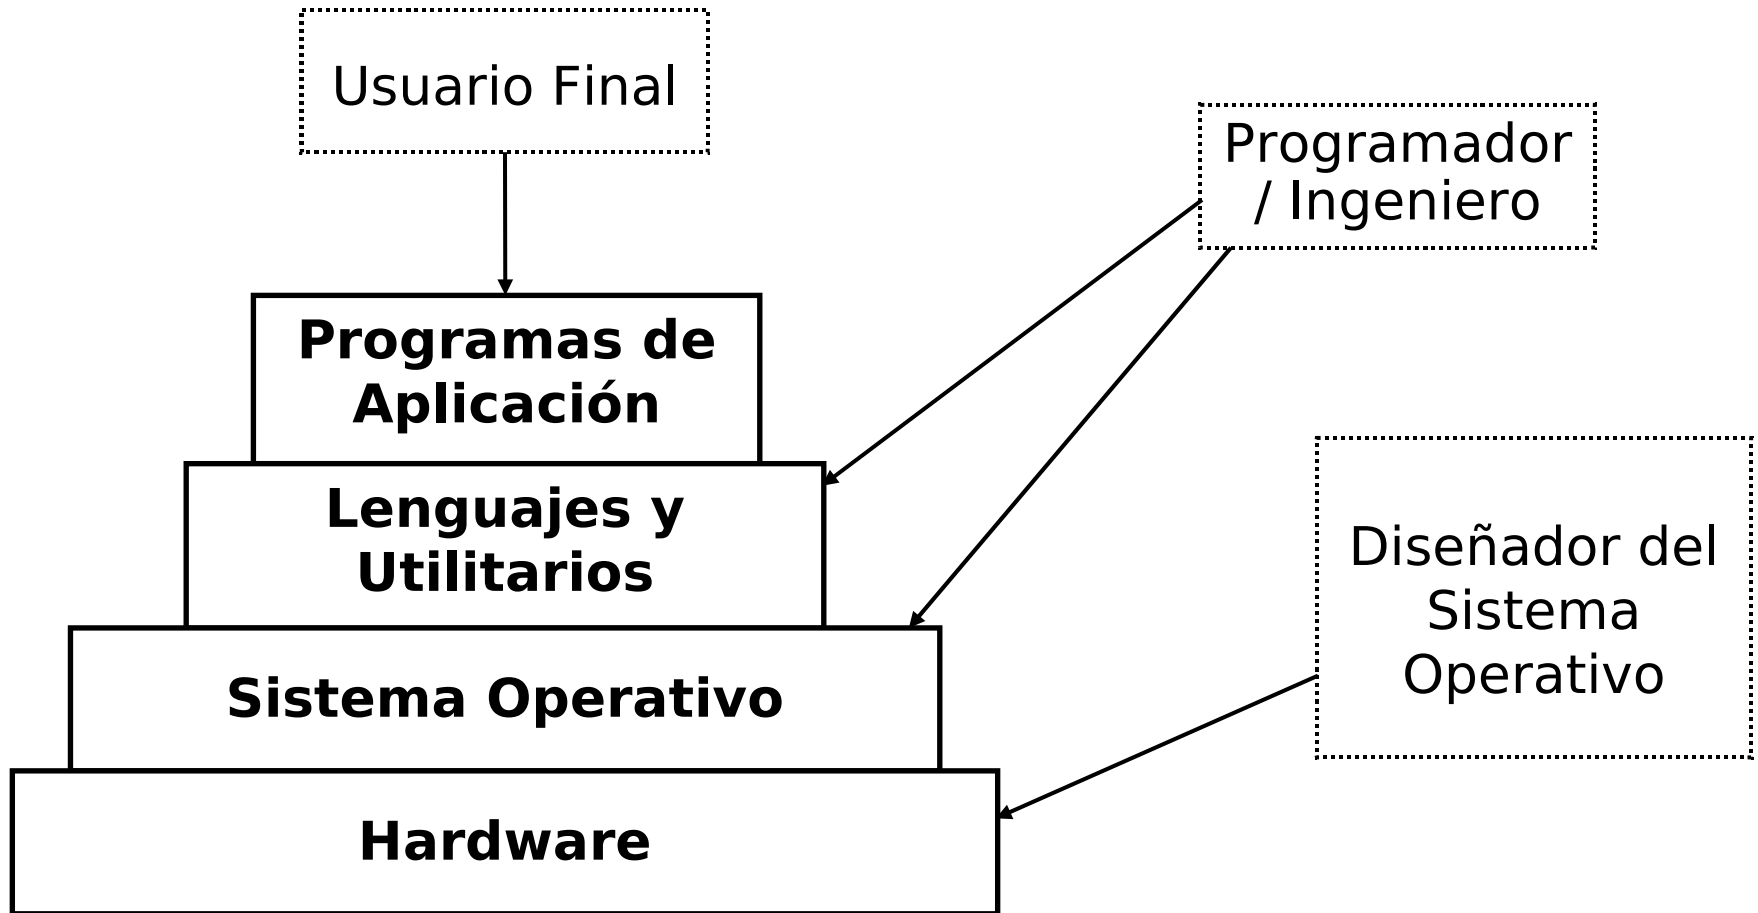 Usuario Final
Programador
/ Ingeniero
Programas de
Aplicación
Lenguajes y
Utilitarios
Diseñador del
Sistema
Operativo
Sistema Operativo
Hardware